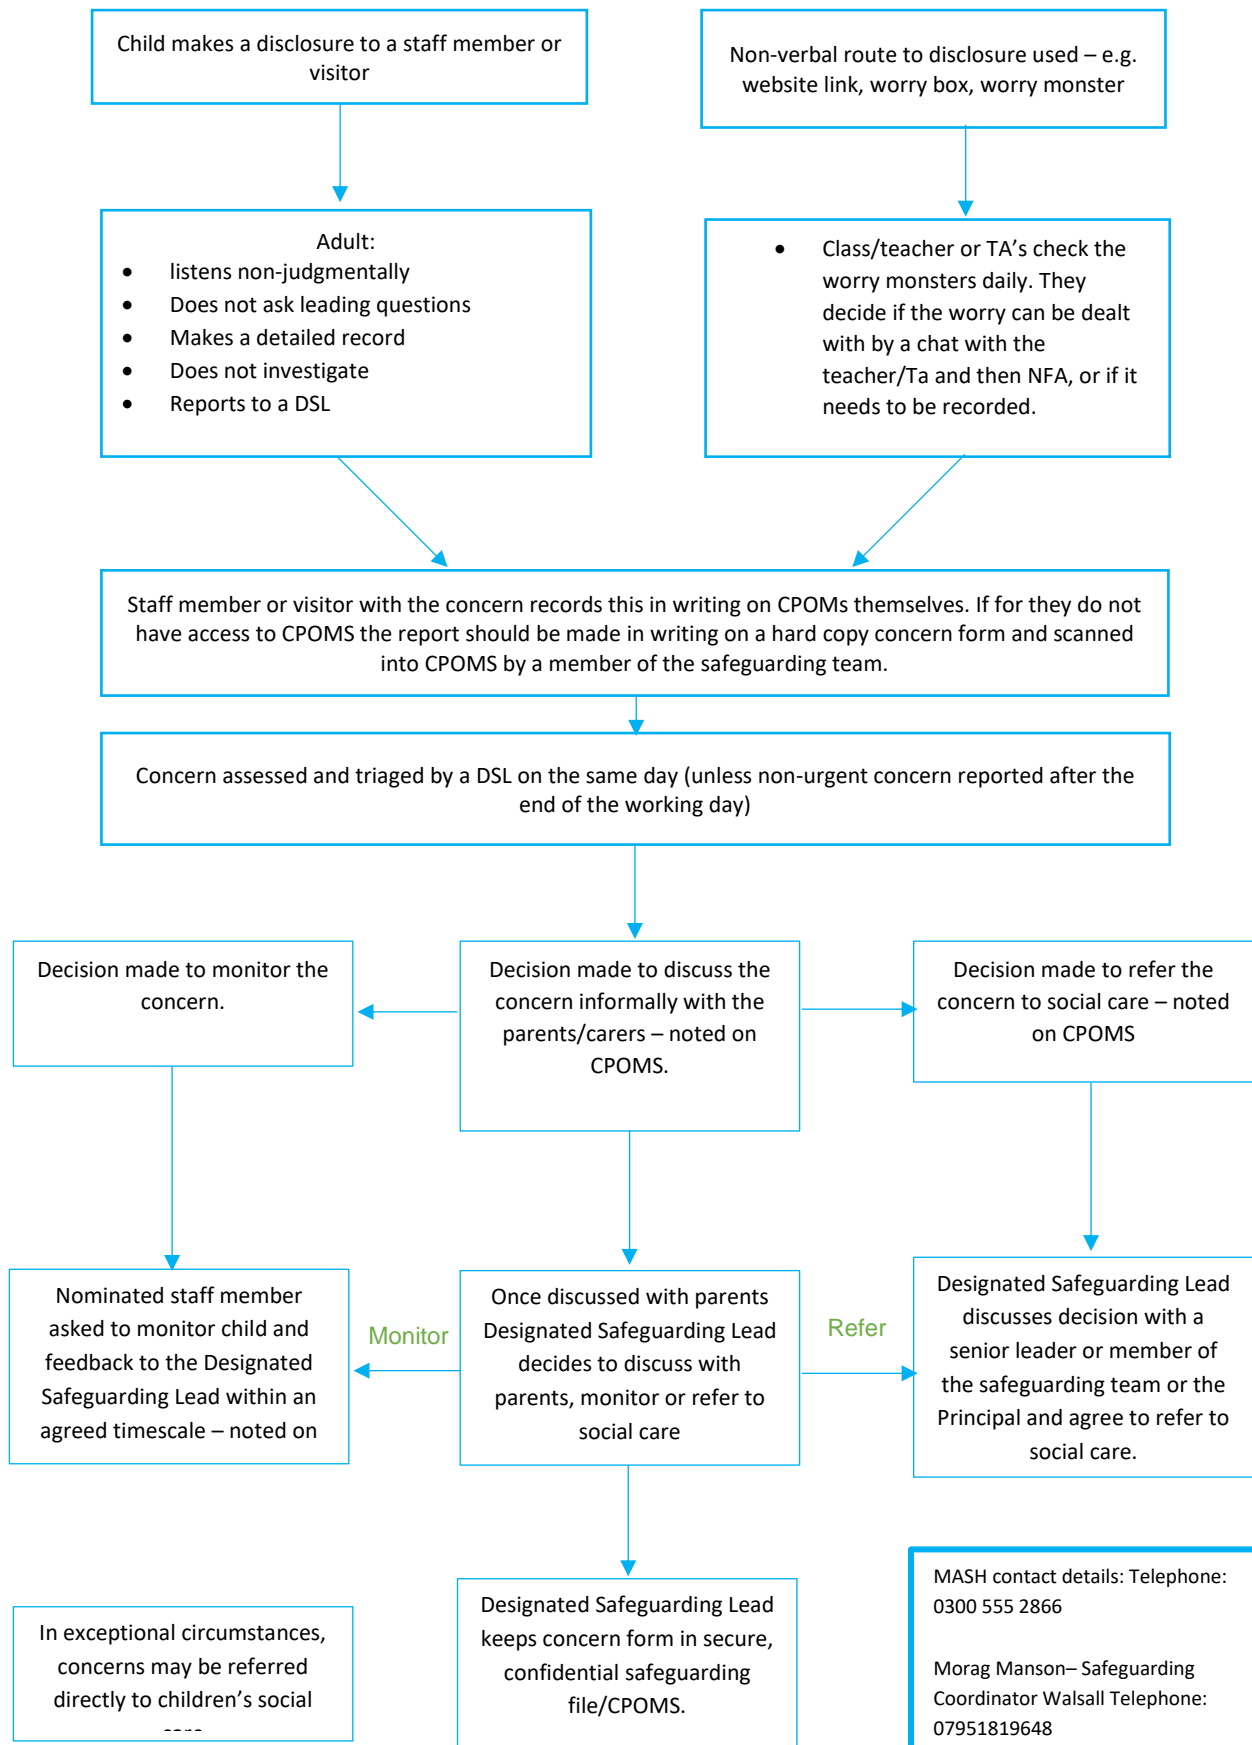 Child makes a disclosure to a staff member or
visitor
Non-verbal route to disclosure used – e.g.
website link, worry box, worry monster
Adult:
• listens non-judgmentally
• Does not ask leading questions
• Makes a detailed record
• Does not investigate
• Reports to a DSL
• Class/teacher or TA’s check the
worry monsters daily. They
decide if the worry can be dealt
with by a chat with the
teacher/Ta and then NFA, or if it
needs to be recorded.
Staff member or visitor with the concern records this in writing on CPOMs themselves. If for they do not
have access to CPOMS the report should be made in writing on a hard copy concern form and scanned
into CPOMS by a member of the safeguarding team.
Concern assessed and triaged by a DSL on the same day (unless non-urgent concern reported after the
end of the working day)
Decision made to monitor the
concern.
Decision made to discuss the
concern informally with the
parents/carers – noted on
CPOMS.
Decision made to refer the
concern to social care – noted
on CPOMS
Nominated staff member
asked to monitor child and
feedback to the Designated
Safeguarding Lead within an
agreed timescale – noted on
Monitor
Once discussed with parents
Designated Safeguarding Lead
decides to discuss with
parents, monitor or refer to
social care
Refer
Designated Safeguarding Lead
discusses decision with a
senior leader or member of
the safeguarding team or the
Principal and agree to refer to
social care.
In exceptional circumstances,
concerns may be referred
directly to children’s social
Designated Safeguarding Lead
keeps concern form in secure,
confidential safeguarding
file/CPOMS.
MASH contact details: Telephone:
0300 555 2866
Morag Manson– Safeguarding
Coordinator Walsall Telephone:
07951819648